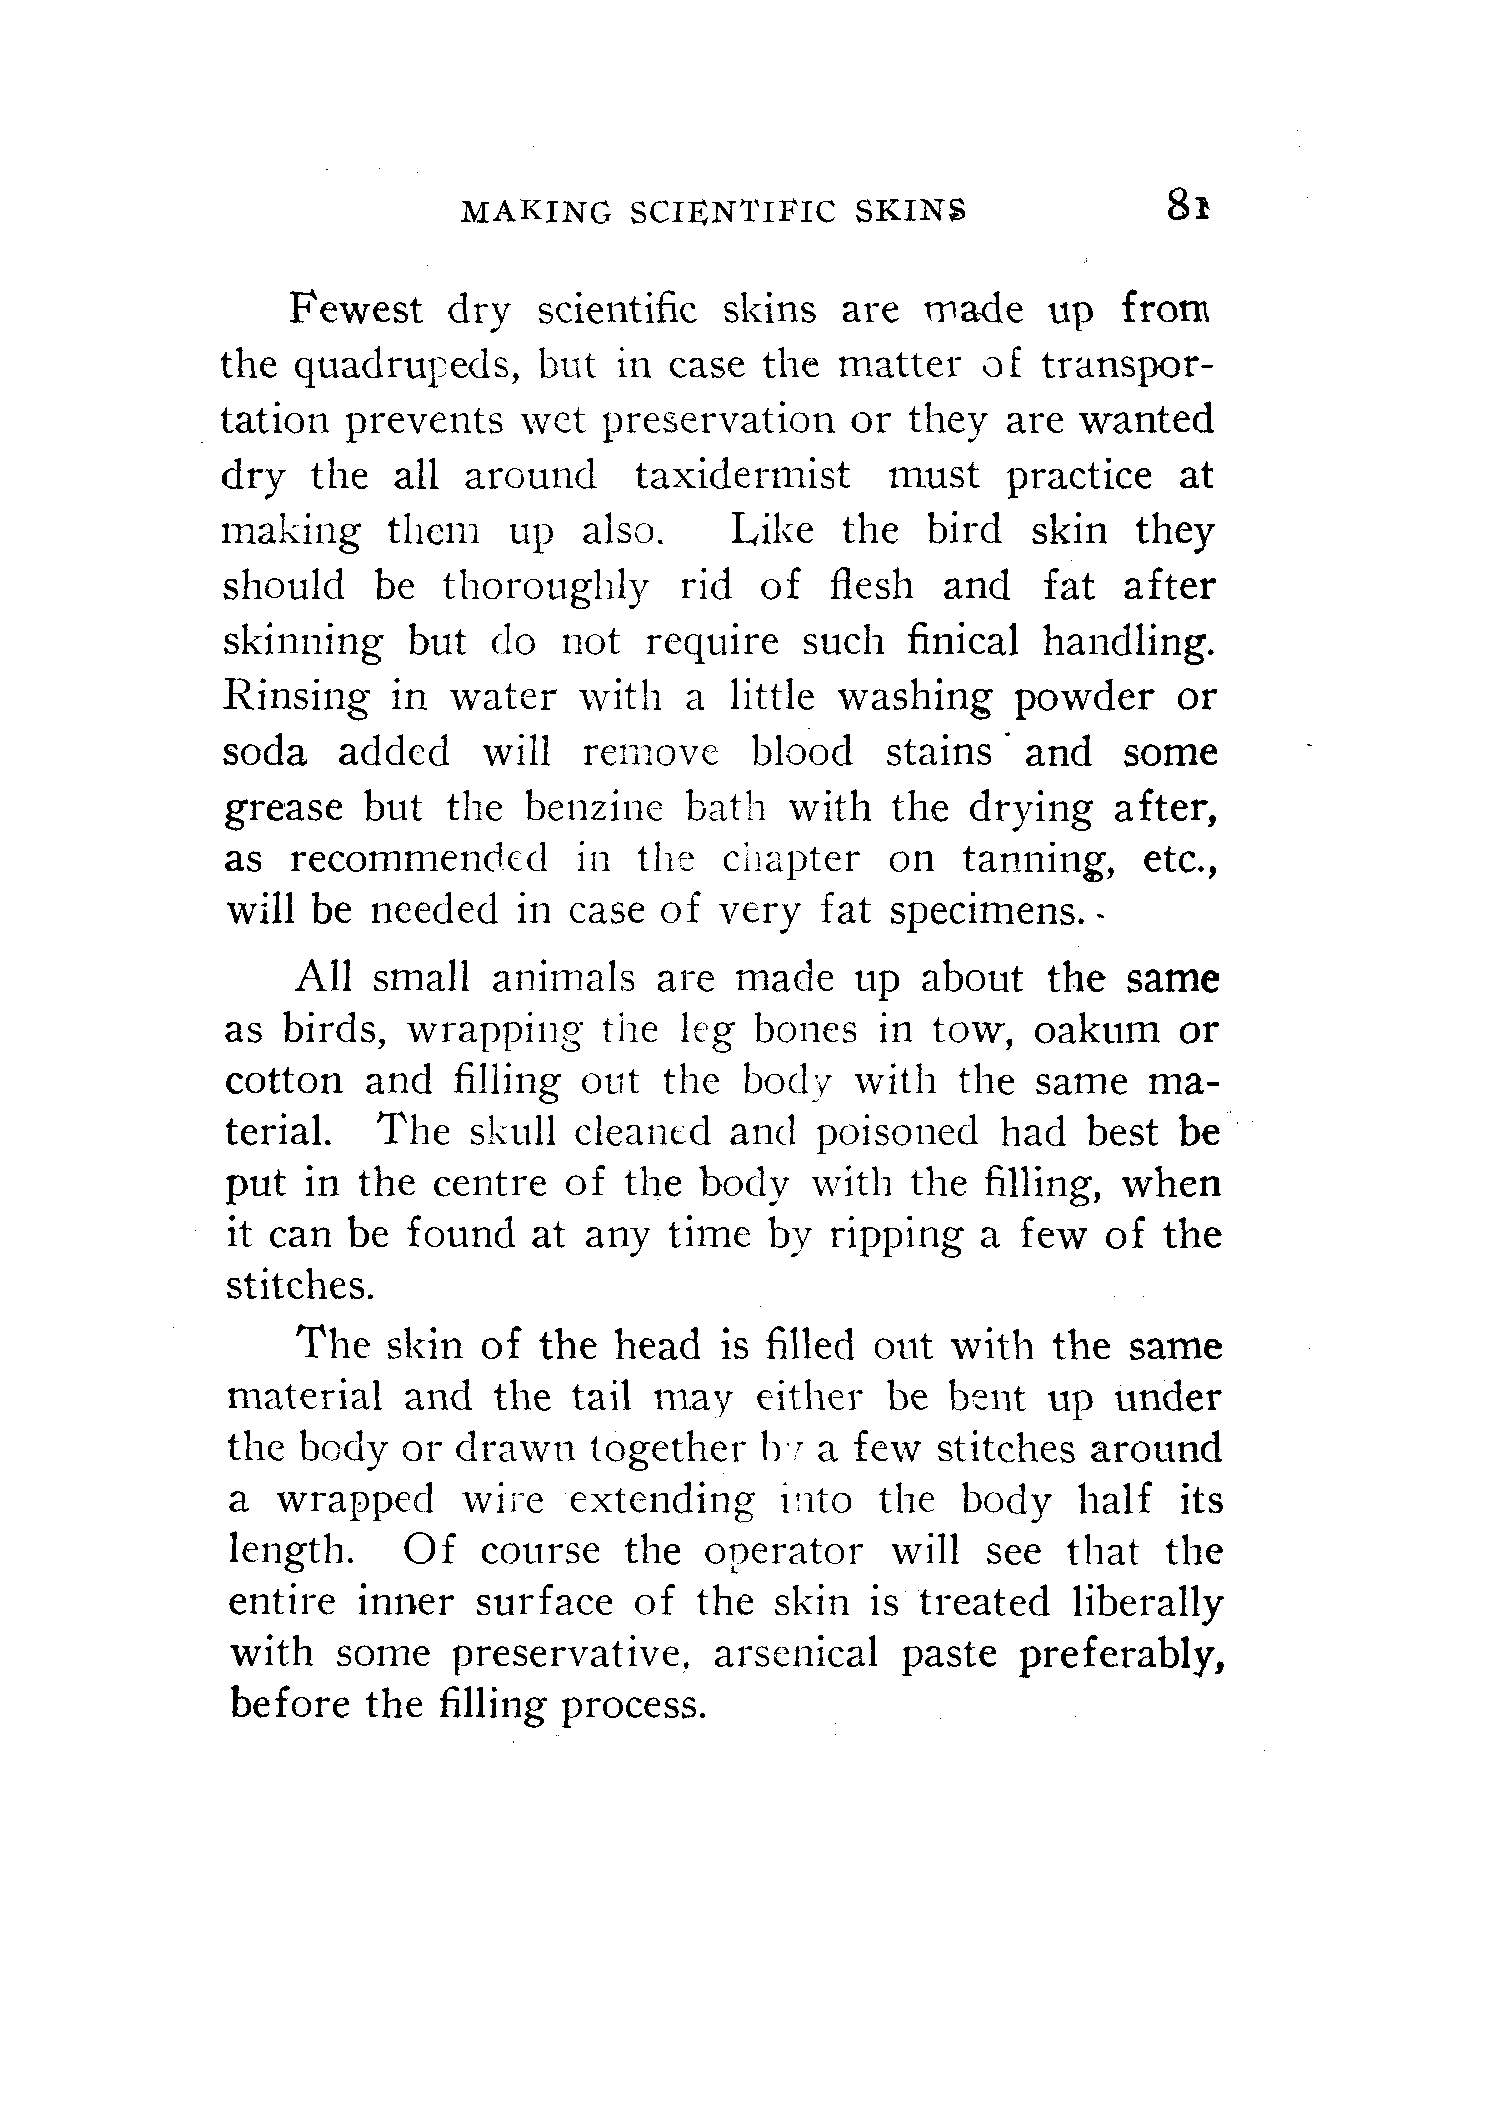 MAKING SCIENTIFIC SKINS 81
Fewest dry scientific skins are made up from
the quadrupeds, but in case the matter of transpor-
tation prevents wet preservation or they are wanted
dry the all around taxidermist must practice at
making them up also. Like the bird skin they
should be thoroughly rid of flesh and fat after
skinning but do not require such finical handling.
Rinsing in water with a little washing powder or
soda added will remove blood stains and some
grease but the benzine bath with the drying after,
as recommended in the chapter on tanning, etc.,
will be needed in case of very fat specimens.
All small animals are made up about the same
as birds, wrapping the leg bones in tow, oakum or
cotton and filling out the body with the same ma-
terial. The skull cleaned and poisoned had best be
put in the centre of the body with the filling, when
it can be found at any time by ripping a few of the
stitches.
The skin of the head is filled out with the same
material and the tail may either be bent up under
the body or drawn together by a few stitches around
a wrapped wire extending into the body half its
length. Of course the operator will see that the
entire inner surface of the skin is treated liberally
with some preservative, arsenical paste preferably,
before the filling process.